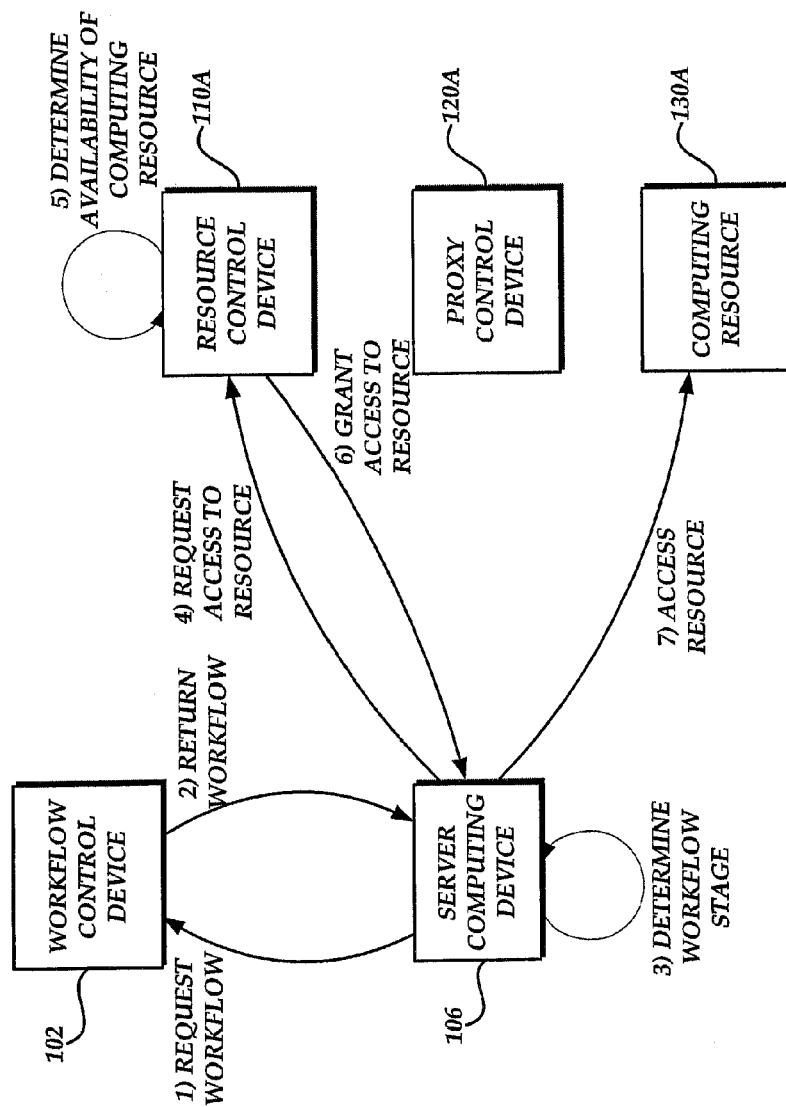 5) DETERMINE
AVAILABILITY OF
COMPUTING
RESOURCE
110A
RESOURCE
CONTROL
DEVICE
120A
PROXY
CONTROL
DEVICE
130A
COMPUTING
RESOURCE
4) REQUEST
ACCESS TO
RESOURCE
6) GRANT
ACCESS TO
RESOURCE
7) ACCESS
RESOURCE
2) RETURN
WORKFLOW
WORKFLOW
CONTROL
DEVICE
102
1) REQUEST
WORKFLOW
SERVER
COMPUTING
DEVICE
106
3) DETERMINE
WORKFLOW
STAGE